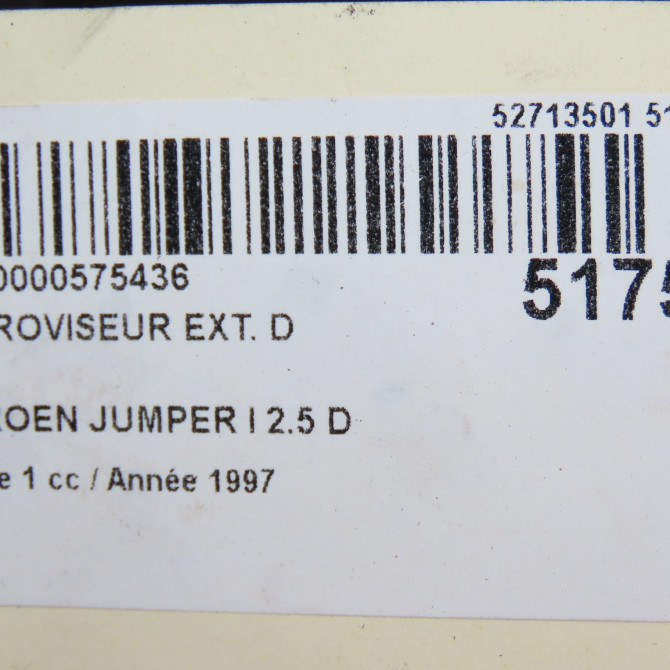 52713501 51
0000575436
5175
ROVISEUR EXT. D
ROEN JUMPER I 2.5 D
e 1 cc / Année 1997